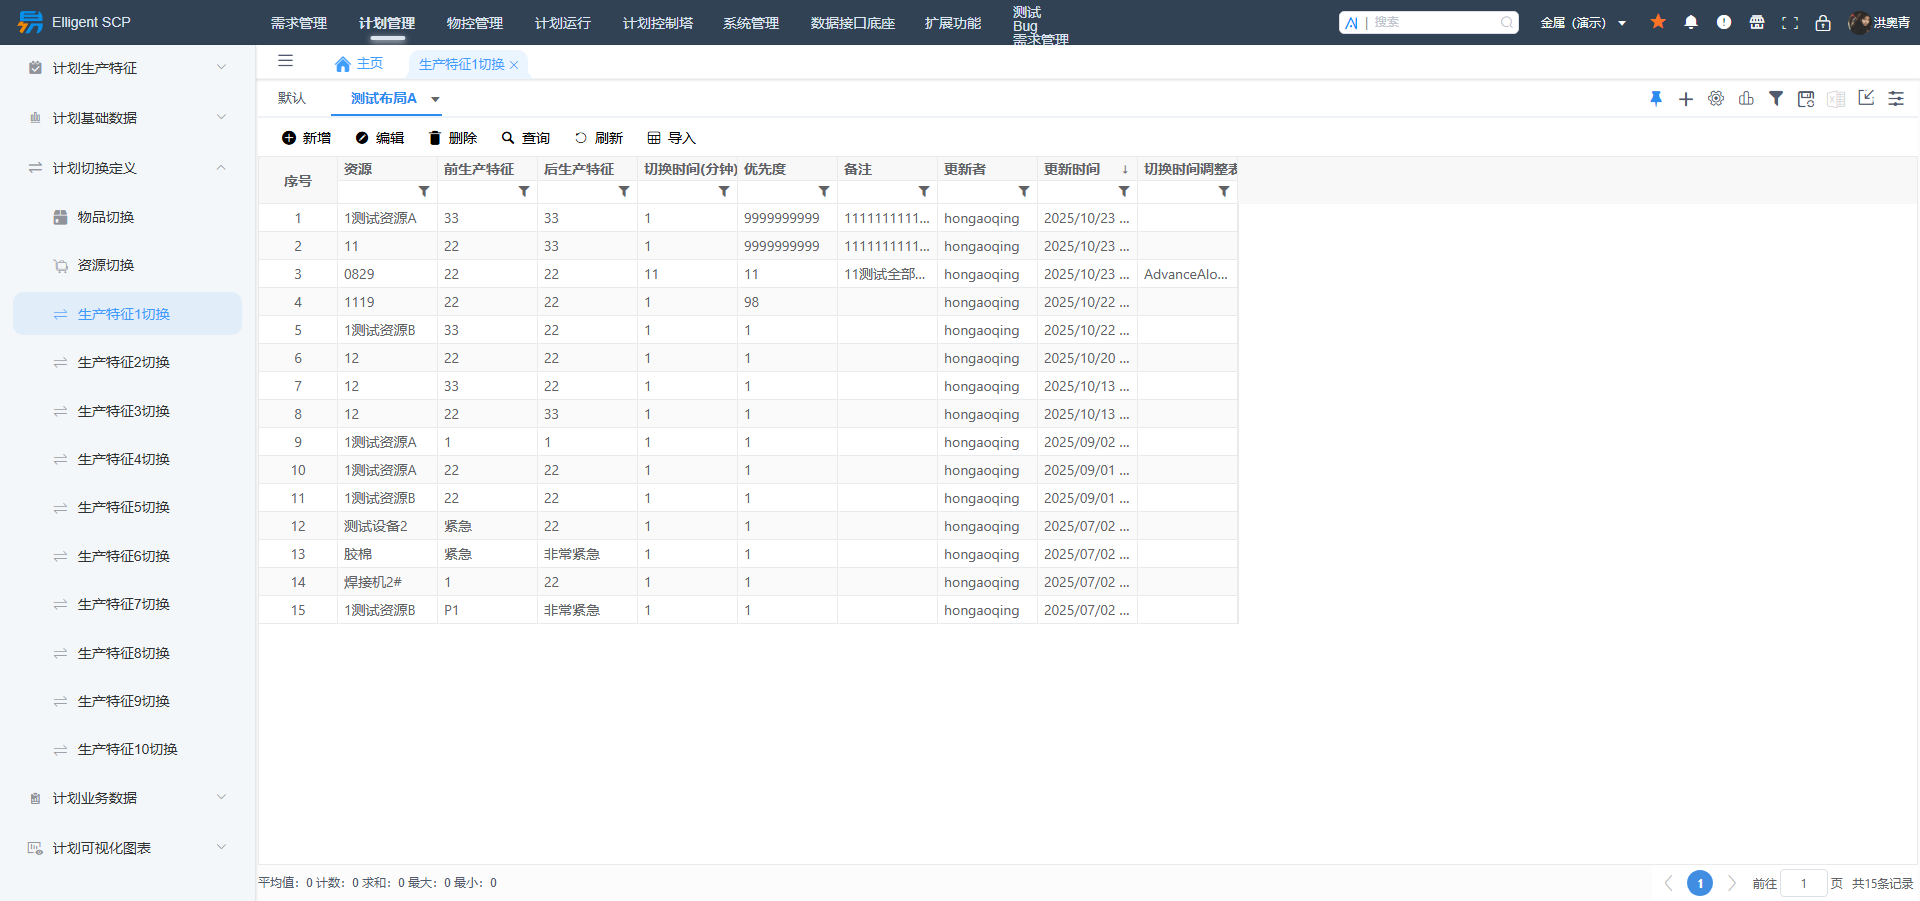 Elligent SCP
需求管理 计划管理 物控管理 计划运行 计划控制塔 系统管理 数据接口底座 扩展功能 测试
Bug
需求管理
AI | 搜索 金属（演示） 洪奥青
主页 生产特征1切换
默认 测试布局A
新增 编辑 删除 查询 刷新 导入
计划生产特征
计划基础数据
计划切换定义
物品切换
资源切换
生产特征1切换
生产特征2切换
生产特征3切换
生产特征4切换
生产特征5切换
生产特征6切换
生产特征7切换
生产特征8切换
生产特征9切换
生产特征10切换
计划业务数据
计划可视化图表
序号 资源 前生产特征 后生产特征 切换时间(分钟) 优先度 备注 更新者 更新时间 ↓ 切换时间调整表
1 1测试资源A 33 33 1 9999999999 1111111111... hongaoqing 2025/10/23 ...
2 11 22 33 1 9999999999 1111111111... hongaoqing 2025/10/23 ...
3 0829 22 22 11 11 11测试全部... hongaoqing 2025/10/23 ... AdvanceAlo...
4 1119 22 22 1 98 hongaoqing 2025/10/22 ...
5 1测试资源B 33 22 1 1 hongaoqing 2025/10/22 ...
6 12 22 22 1 1 hongaoqing 2025/10/20 ...
7 12 33 22 1 1 hongaoqing 2025/10/13 ...
8 12 22 33 1 1 hongaoqing 2025/10/13 ...
9 1测试资源A 1 1 1 1 hongaoqing 2025/09/02 ...
10 1测试资源A 22 22 1 1 hongaoqing 2025/09/01 ...
11 1测试资源B 22 22 1 1 hongaoqing 2025/09/01 ...
12 测试设备2 紧急 22 1 1 hongaoqing 2025/07/02 ...
13 胶棉 紧急 非常紧急 1 1 hongaoqing 2025/07/02 ...
14 焊接机2# 1 22 1 1 hongaoqing 2025/07/02 ...
15 1测试资源B P1 非常紧急 1 1 hongaoqing 2025/07/02 ...
平均值：0 计数：0 求和：0 最大：0 最小：0
1 前往 1 页 共15条记录